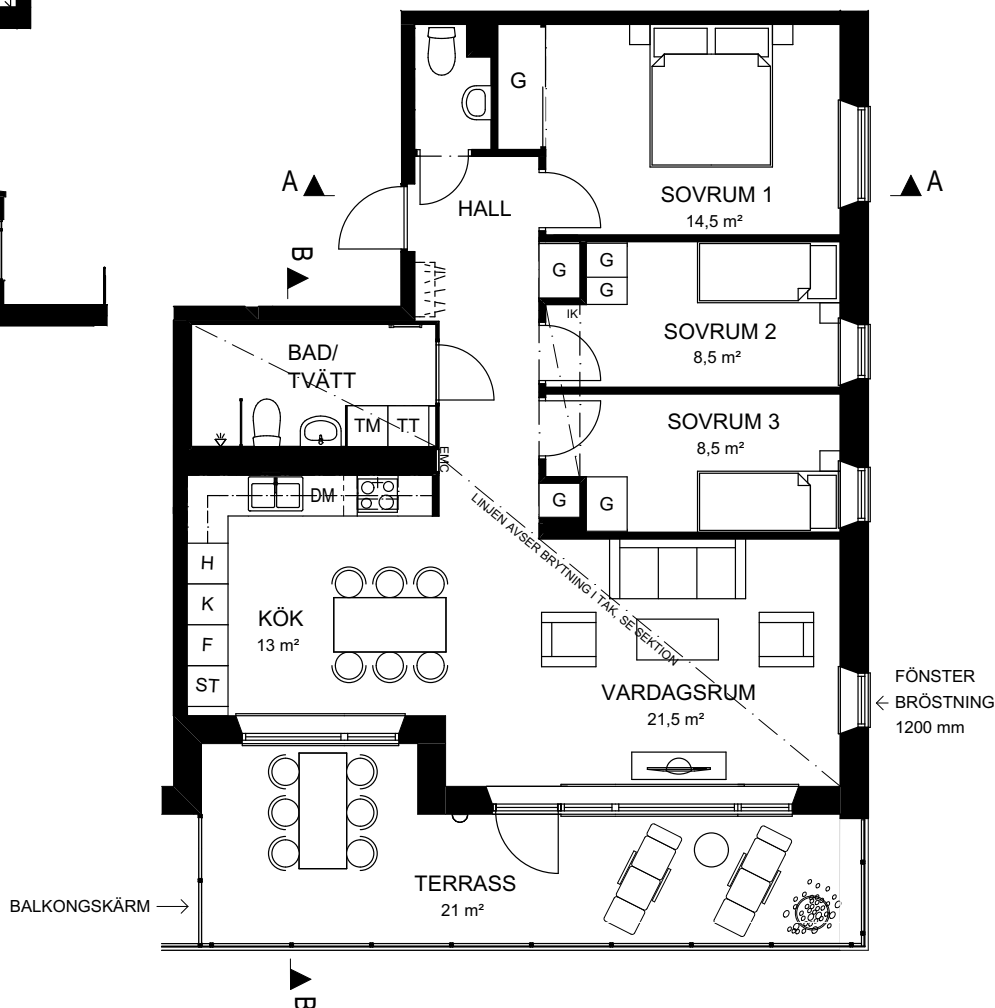 G
SOVRUM 1
14,5 m²
A
A
HALL
B
G
G
G
IK
SOVRUM 2
8,5 m²
BAD/
TVÄTT
TM
TT
SOVRUM 3
8,5 m²
EMC
G
G
DM
LINJEN AVSER BRYTNING I TAK, SE SEKTION
H
K
F
ST
KÖK
13 m²
VARDAGSRUM
21,5 m²
FÖNSTER
BRÖSTNING
1200 mm
TERRASS
21 m²
BALKONGSKÄRM
B